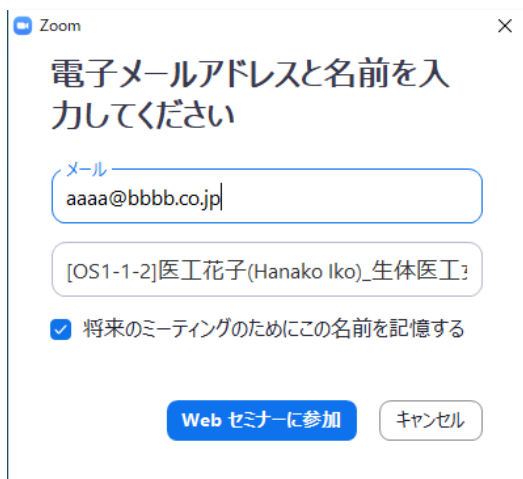 Zoom
電子メールアドレスと名前を入
力してください
メール
aaaa@bbbb.co.jp
[OS1-1-2]医工花子(Hanako Iko)_生体医工
将来のミーティングのためにこの名前を記憶する
Web セミナーに参加
キャンセル